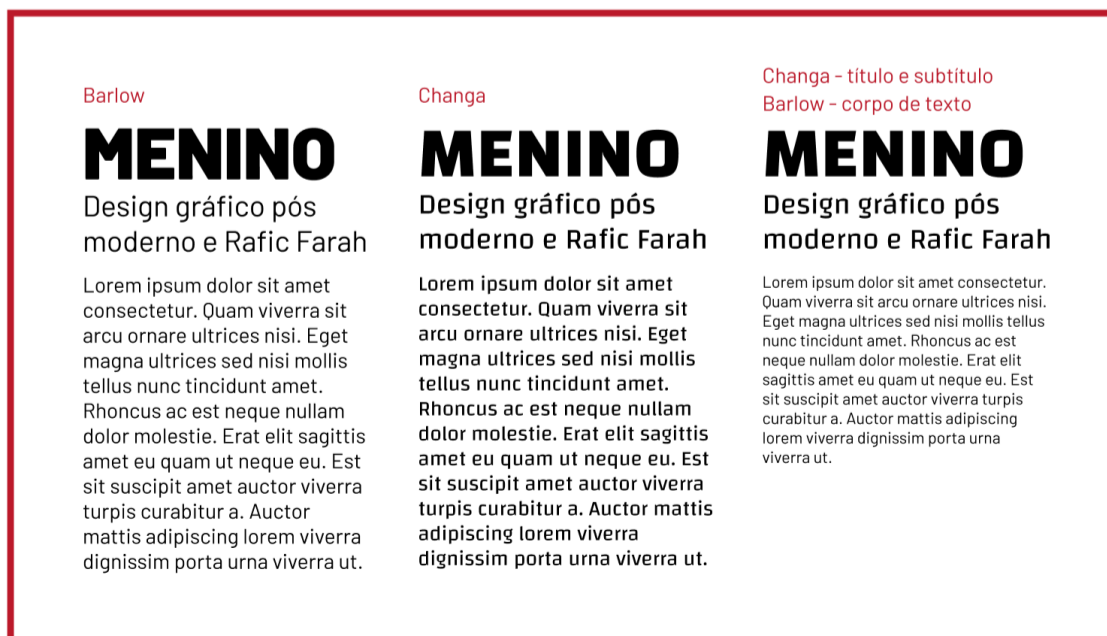 Barlow
MENINO
Design gráfico pós
moderno e Rafic Farah
Lorem ipsum dolor sit amet
consectetur. Quam viverra sit
arcu ornare ultrices nisi. Eget
magna ultrices sed nisi mollis
tellus nunc tincidunt amet.
Rhoncus ac est neque nullam
dolor molestie. Erat elit sagittis
amet eu quam ut neque eu. Est
sit suscipit amet auctor viverra
turpis curabitur a. Auctor
mattis adipiscing lorem viverra
dignissim porta urna viverra ut.
Changa
MENINO
Design gráfico pós
moderno e Rafic Farah
Lorem ipsum dolor sit amet
consectetur. Quam viverra sit
arcu ornare ultrices nisi. Eget
magna ultrices sed nisi mollis
tellus nunc tincidunt amet.
Rhoncus ac est neque nullam
dolor molestie. Erat elit sagittis
amet eu quam ut neque eu. Est
sit suscipit amet auctor viverra
turpis curabitur a. Auctor mattis
adipiscing lorem viverra
dignissim porta urna viverra ut.
Changa - título e subtítulo
Barlow - corpo de texto
MENINO
Design gráfico pós
moderno e Rafic Farah
Lorem ipsum dolor sit amet consectetur.
Quam viverra sit arcu ornare ultrices nisi.
Eget magna ultrices sed nisi mollis tellus
nunc tincidunt amet. Rhoncus ac est
neque nullam dolor molestie. Erat elit
sagittis amet eu quam ut neque eu. Est
sit suscipit amet auctor viverra turpis
curabitur a. Auctor mattis adipiscing
lorem viverra dignissim porta urna
viverra ut.